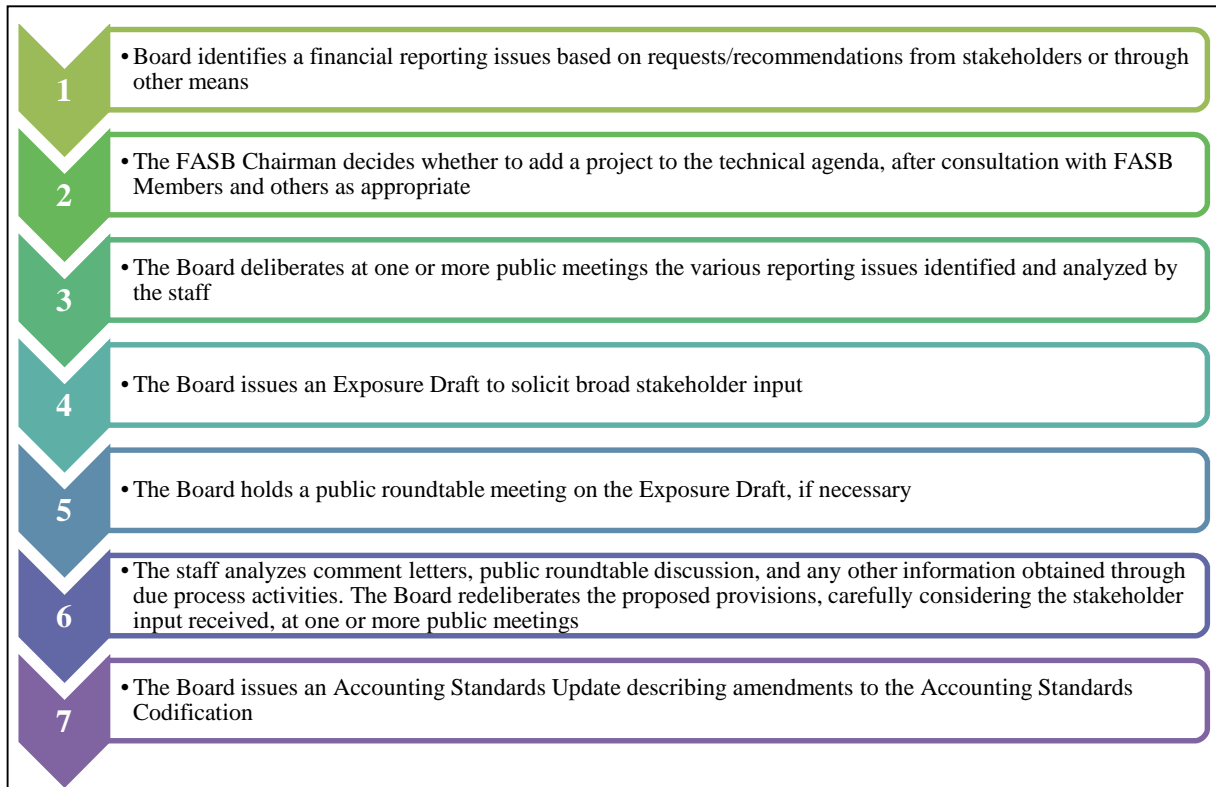 1
• Board identifies a financial reporting issues based on requests/recommendations from stakeholders or through
other means
2
• The FASB Chairman decides whether to add a project to the technical agenda, after consultation with FASB
Members and others as appropriate
3
• The Board deliberates at one or more public meetings the various reporting issues identified and analyzed by
the staff
4
• The Board issues an Exposure Draft to solicit broad stakeholder input
5
• The Board holds a public roundtable meeting on the Exposure Draft, if necessary
6
• The staff analyzes comment letters, public roundtable discussion, and any other information obtained through
due process activities. The Board redeliberates the proposed provisions, carefully considering the stakeholder
input received, at one or more public meetings
7
• The Board issues an Accounting Standards Update describing amendments to the Accounting Standards
Codification